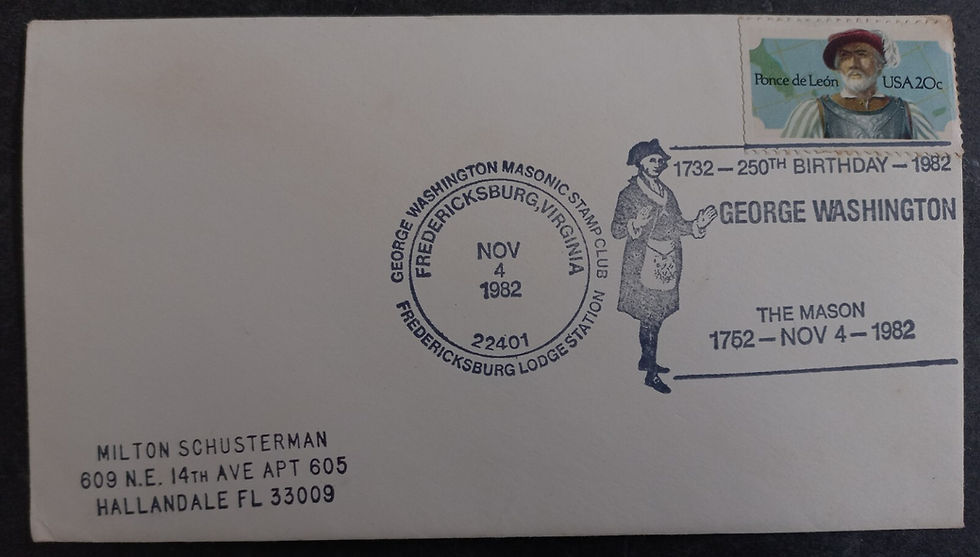 Ponce de León USA 20c
1732 – 250TH BIRTHDAY – 1982
GEORGE WASHINGTON
THE MASON
1752 – NOV 4 – 1982
GEORGE WASHINGTON MASONIC STAMP CLUB
FREDERICKSBURG, VIRGINIA
NOV
4
1982
22401
FREDERICKSBURG LODGE STATION
MILTON SCHUSTERMAN
609 N.E. 14TH AVE APT 605
HALLANDALE FL 33009